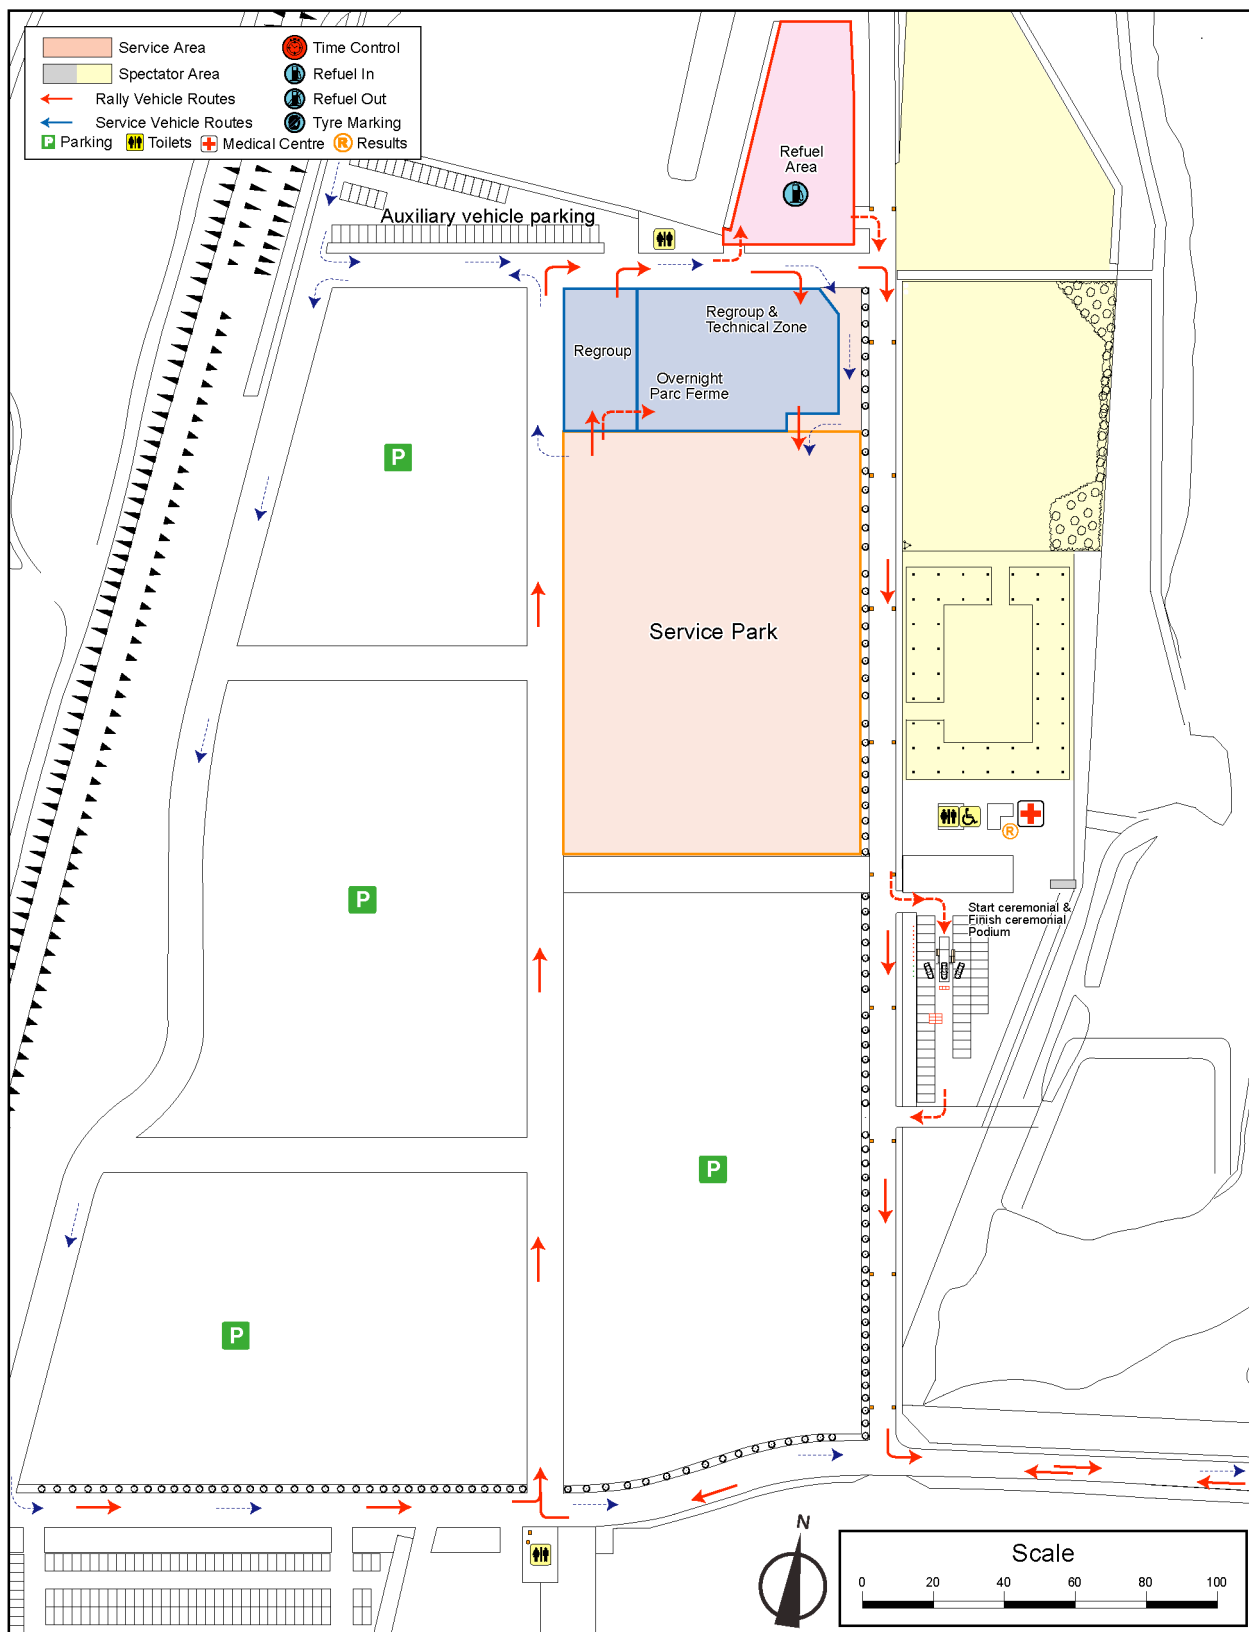 Service Area
Time Control
Spectator Area
Refuel In
Rally Vehicle Routes
Refuel Out
Service Vehicle Routes
Tyre Marking
P Parking
Toilets
Medical Centre
R Results
Refuel
Area
Auxiliary vehicle parking
Regroup &
Technical Zone
Regroup
Overnight
Parc Ferme
P
Service Park
R
P
Start ceremonial &
Finish ceremonial
Podium
P
P
N
Scale
0 20 40 60 80 100